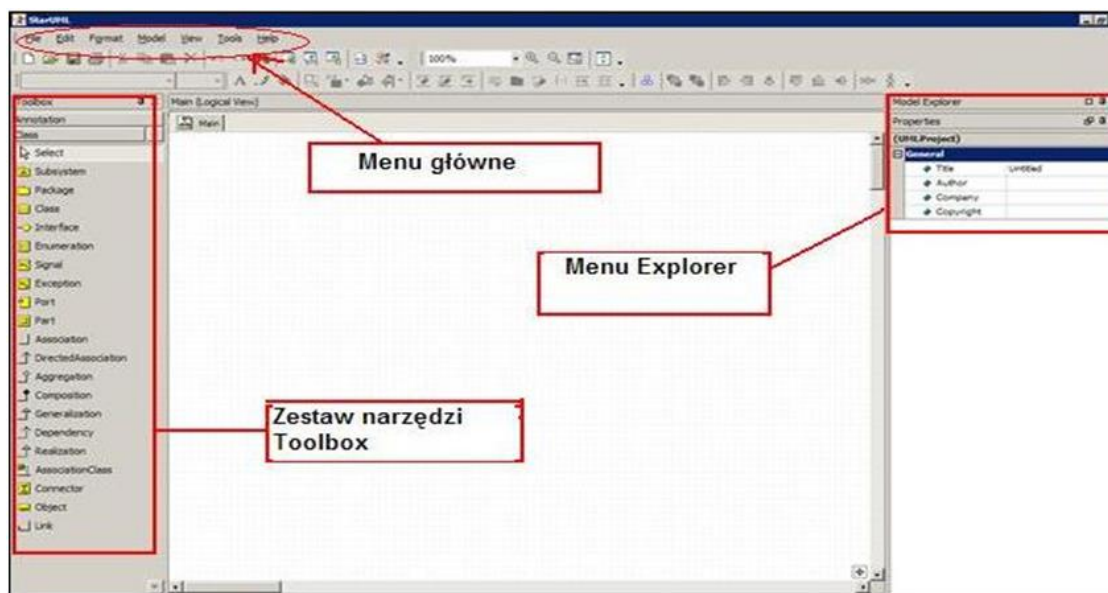 StarUML
File Edit Format Model View Tools Help
100%
Toolbox
Annotation
Class
Select
Subsystem
Package
Class
Interface
Enumeration
Signal
Exception
Port
Part
Association
DirectedAssociation
Aggregation
Composition
Generalization
Dependency
Realization
AssociationClass
Connector
Object
Link
Main (Logical View)
Main
Menu główne
Menu Explorer
Zestaw narzędzi
Toolbox
Model Explorer
Properties
(UMLProject)
General
Title Untitled
Author
Company
Copyright